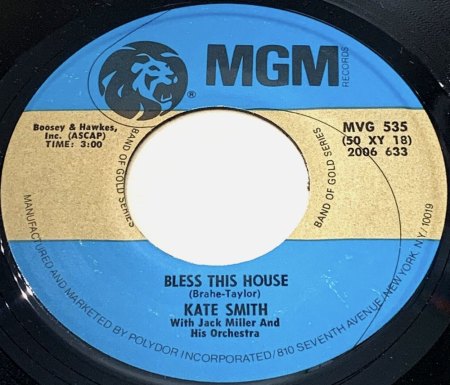 ®
MGM
RECORDS
Boosey & Hawkes,
Inc. (ASCAP)
TIME: 3:00
BAND OF GOLD SERIES
BAND OF GOLD SERIES
MVG 535
(50 XY 18)
2006 633
BLESS THIS HOUSE
(Brahe-Taylor)
KATE SMITH
With Jack Miller And
His Orchestra
MANUFACTURED AND MARKETED BY POLYDOR INCORPORATED/810 SEVENTH AVENUE/NEW YORK, N.Y./10019